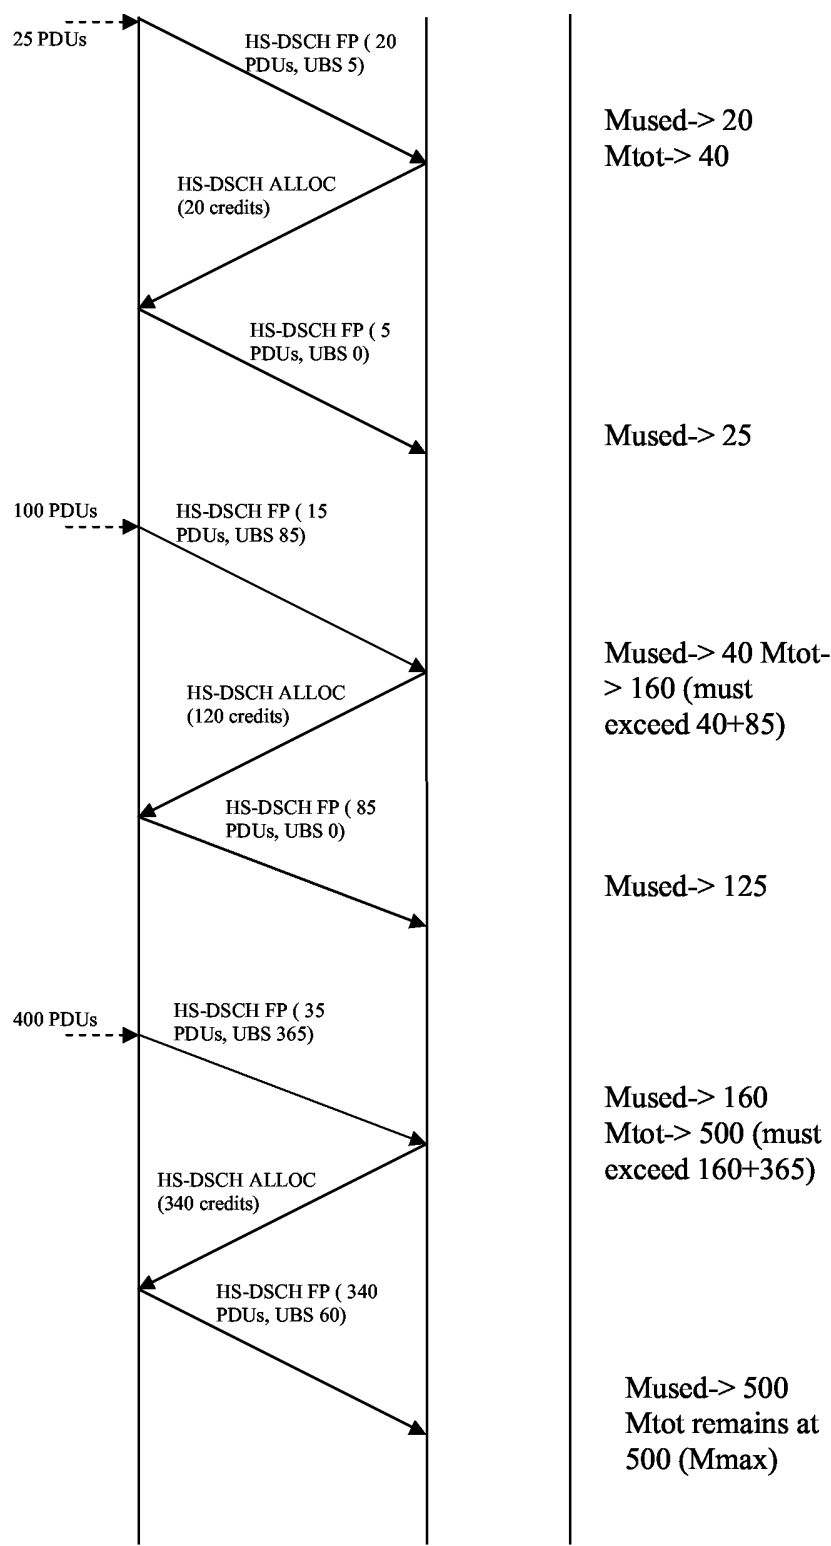 25 PDUs
HS-DSCH FP ( 20
PDUs, UBS 5)
Mused-> 20
Mtot-> 40
HS-DSCH ALLOC
(20 credits)
HS-DSCH FP ( 5
PDUs, UBS 0)
Mused-> 25
100 PDUs
HS-DSCH FP ( 15
PDUs, UBS 85)
Mused-> 40 Mtot-
> 160 (must
exceed 40+85)
HS-DSCH ALLOC
(120 credits)
HS-DSCH FP ( 85
PDUs, UBS 0)
Mused-> 125
400 PDUs
HS-DSCH FP ( 35
PDUs, UBS 365)
Mused-> 160
Mtot-> 500 (must
exceed 160+365)
HS-DSCH ALLOC
(340 credits)
HS-DSCH FP ( 340
PDUs, UBS 60)
Mused-> 500
Mtot remains at
500 (Mmax)